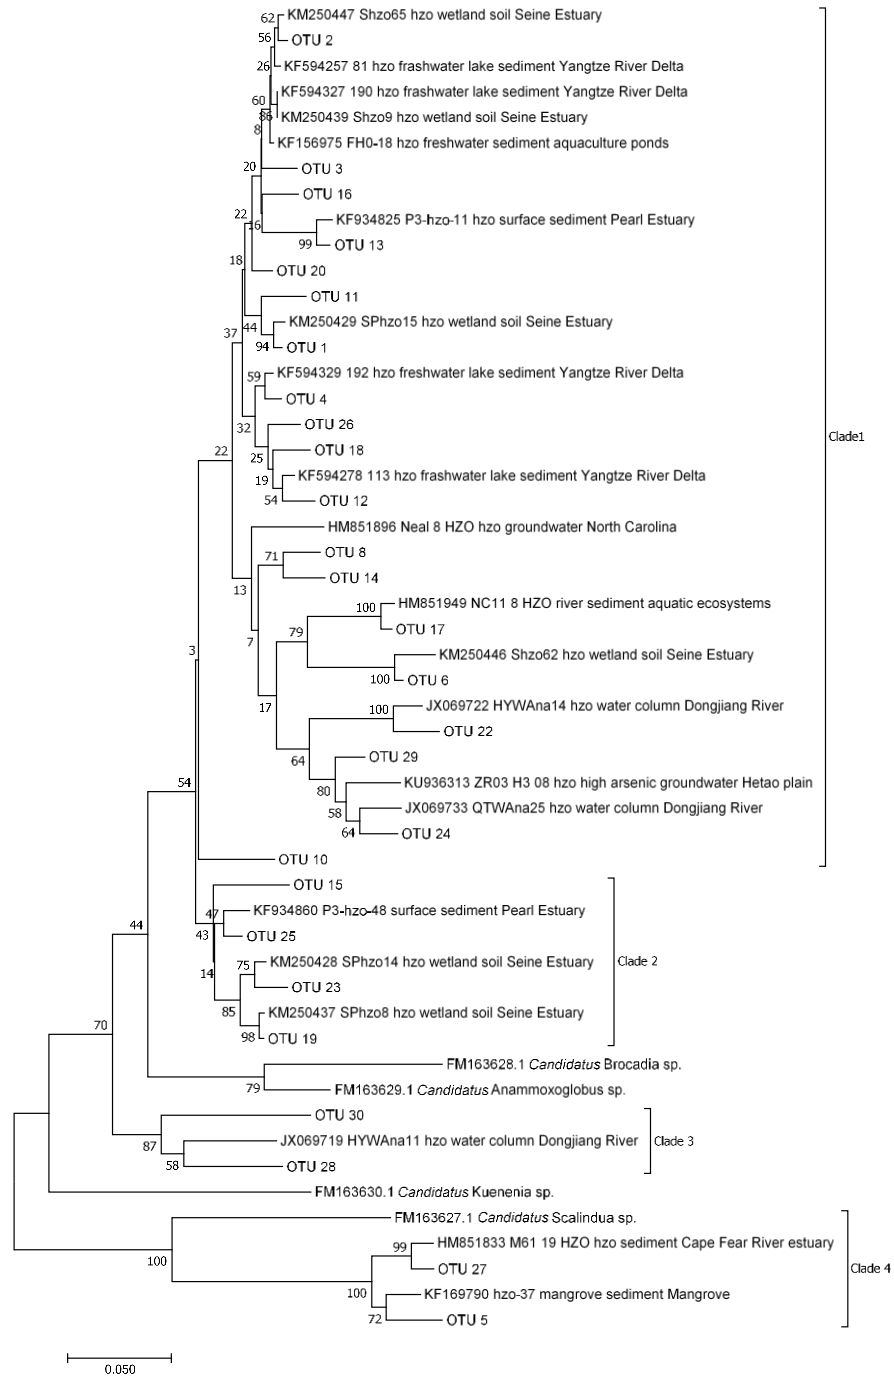 62
KM250447 Shzo65 hzo wetland soil Seine Estuary
56
OTU 2
26
KF594257 81 hzo frashwater lake sediment Yangtze River Delta
60
KF594327 190 hzo frashwater lake sediment Yangtze River Delta
86
KM250439 Shzo9 hzo wetland soil Seine Estuary
8
KF156975 FH0-18 hzo freshwater sediment aquaculture ponds
20
OTU 3
OTU 16
22
16
KF934825 P3-hzo-11 hzo surface sediment Pearl Estuary
99
OTU 13
18
OTU 20
OTU 11
44
KM250429 SPhzo15 hzo wetland soil Seine Estuary
37
94
OTU 1
59
KF594329 192 hzo freshwater lake sediment Yangtze River Delta
OTU 4
32
OTU 26
Clade1
22
25
OTU 18
19
KF594278 113 hzo frashwater lake sediment Yangtze River Delta
54
OTU 12
HM851896 Neal 8 HZO hzo groundwater North Carolina
71
OTU 8
13
OTU 14
100
HM851949 NC11 8 HZO river sediment aquatic ecosystems
79
OTU 17
7
3
KM250446 Shzo62 hzo wetland soil Seine Estuary
100
OTU 6
17
100
JX069722 HYWAna14 hzo water column Dongjiang River
OTU 22
64
OTU 29
54
80
KU936313 ZR03 H3 08 hzo high arsenic groundwater Hetao plain
58
JX069733 QTWAna25 hzo water column Dongjiang River
64
OTU 24
OTU 10
OTU 15
47
KF934860 P3-hzo-48 surface sediment Pearl Estuary
44
43
OTU 25
75
KM250428 SPhzo14 hzo wetland soil Seine Estuary
Clade 2
14
OTU 23
85
KM250437 SPhzo8 hzo wetland soil Seine Estuary
70
98
OTU 19
FM163628.1 Candidatus Brocadia sp.
79
FM163629.1 Candidatus Anammoxoglobus sp.
OTU 30
87
JX069719 HYWAna11 hzo water column Dongjiang River
Clade 3
58
OTU 28
FM163630.1 Candidatus Kuenenia sp.
FM163627.1 Candidatus Scalindua sp.
99
HM851833 M61 19 HZO hzo sediment Cape Fear River estuary
100
OTU 27
Clade 4
100
KF169790 hzo-37 mangrove sediment Mangrove
72
OTU 5
0.050